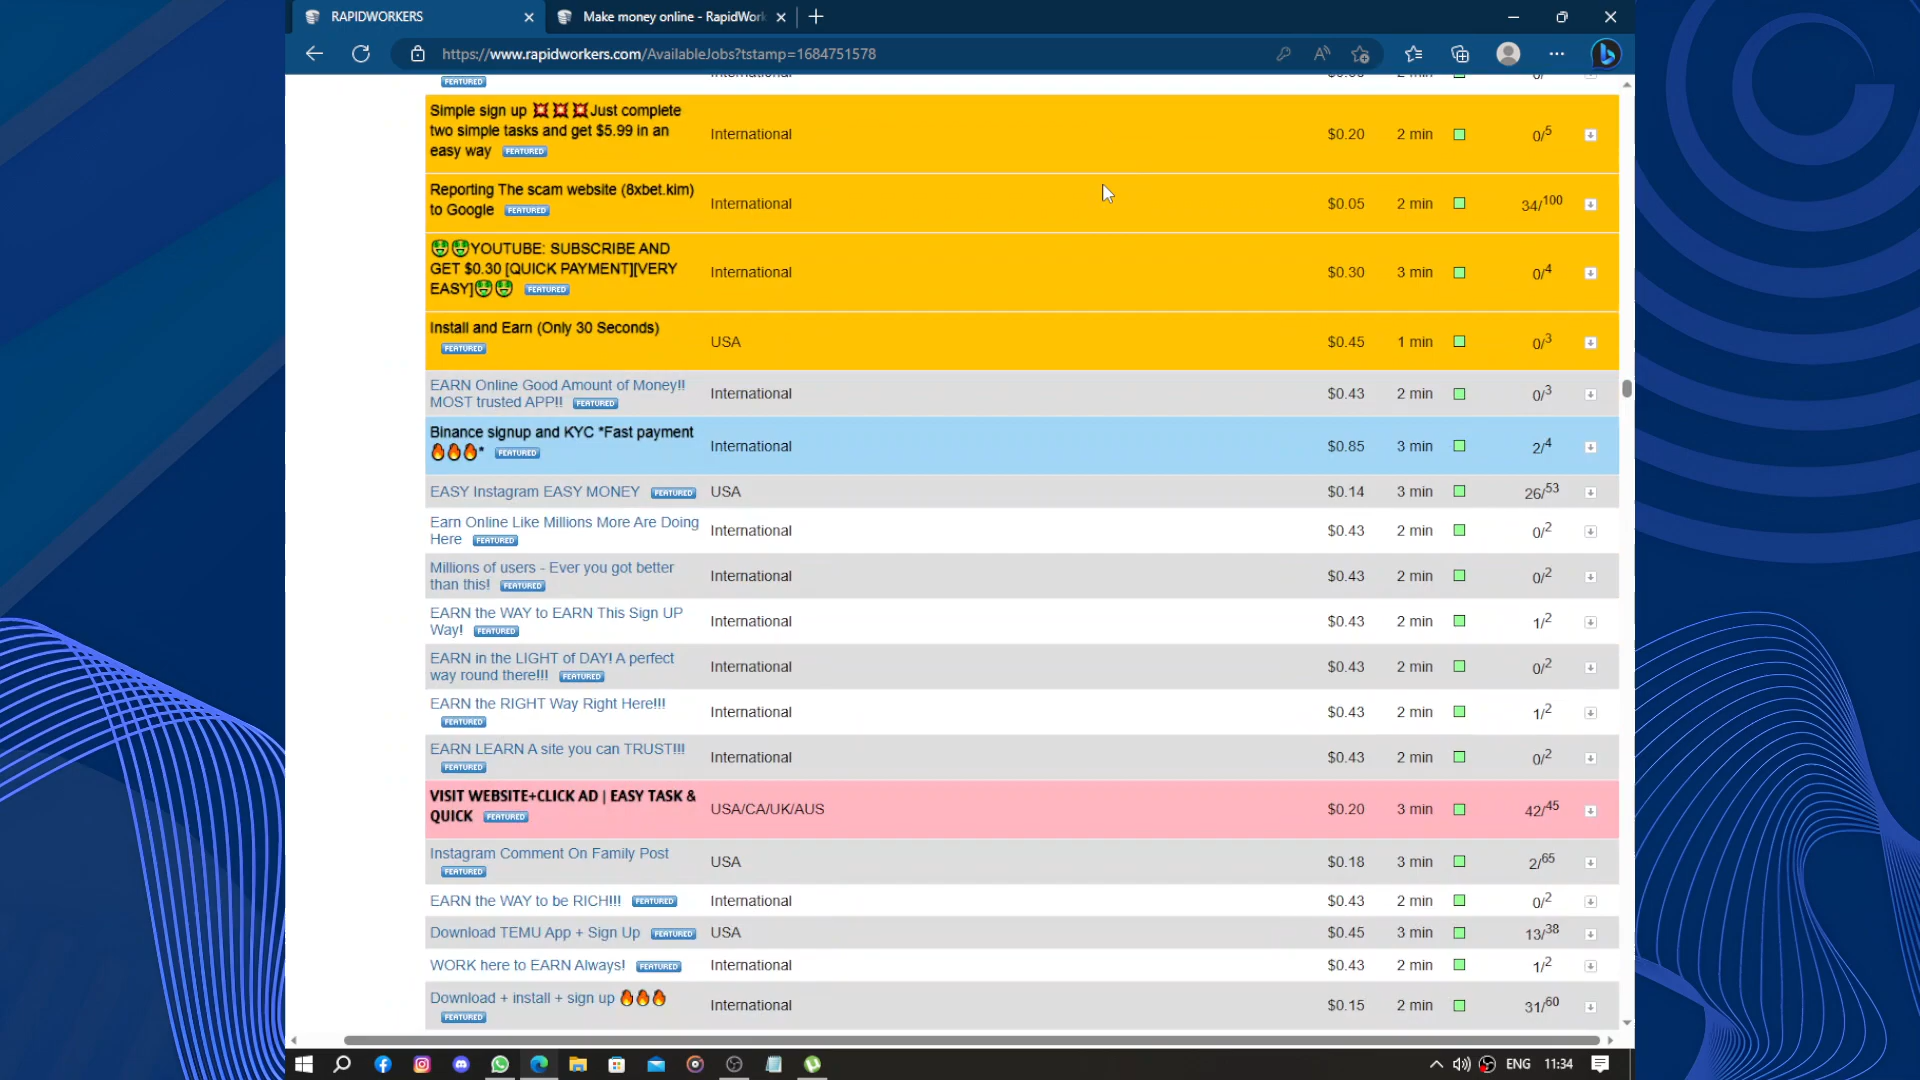 RAPIDWORKERS
Make money online - RapidWor
https://www.rapidworkers.com/AvailableJobs?tstamp=1684751578
FEATURED International
Simple sign up 💥💥💥Just complete
two simple tasks and get $5.99 in an
easy way FEATURED
International $0.20 2 min 0/5
Reporting The scam website (8xbet.kim)
to Google FEATURED
International $0.05 2 min 34/100
🤑🤑YOUTUBE: SUBSCRIBE AND
GET $0.30 [QUICK PAYMENT][VERY
EASY]🤑🤑 FEATURED
International $0.30 3 min 0/4
Install and Earn (Only 30 Seconds)
FEATURED
USA $0.45 1 min 0/3
EARN Online Good Amount of Money!!
MOST trusted APP!! FEATURED
International $0.43 2 min 0/3
Binance signup and KYC *Fast payment
🔥🔥🔥* FEATURED
International $0.85 3 min 2/4
EASY Instagram EASY MONEY FEATURED USA $0.14 3 min 26/53
Earn Online Like Millions More Are Doing
Here FEATURED
International $0.43 2 min 0/2
Millions of users - Ever you got better
than this! FEATURED
International $0.43 2 min 0/2
EARN the WAY to EARN This Sign UP
Way! FEATURED
International $0.43 2 min 1/2
EARN in the LIGHT of DAY! A perfect
way round there!!! FEATURED
International $0.43 2 min 0/2
EARN the RIGHT Way Right Here!!!
FEATURED
International $0.43 2 min 1/2
EARN LEARN A site you can TRUST!!!
FEATURED
International $0.43 2 min 0/2
VISIT WEBSITE+CLICK AD | EASY TASK &
QUICK FEATURED
USA/CA/UK/AUS $0.20 3 min 42/45
Instagram Comment On Family Post
FEATURED
USA $0.18 3 min 2/65
EARN the WAY to be RICH!!! FEATURED International $0.43 2 min 0/2
Download TEMU App + Sign Up FEATURED USA $0.45 3 min 13/38
WORK here to EARN Always! FEATURED International $0.43 2 min 1/2
Download + install + sign up 🔥🔥🔥
FEATURED
International $0.15 2 min 31/60
ENG 11:34